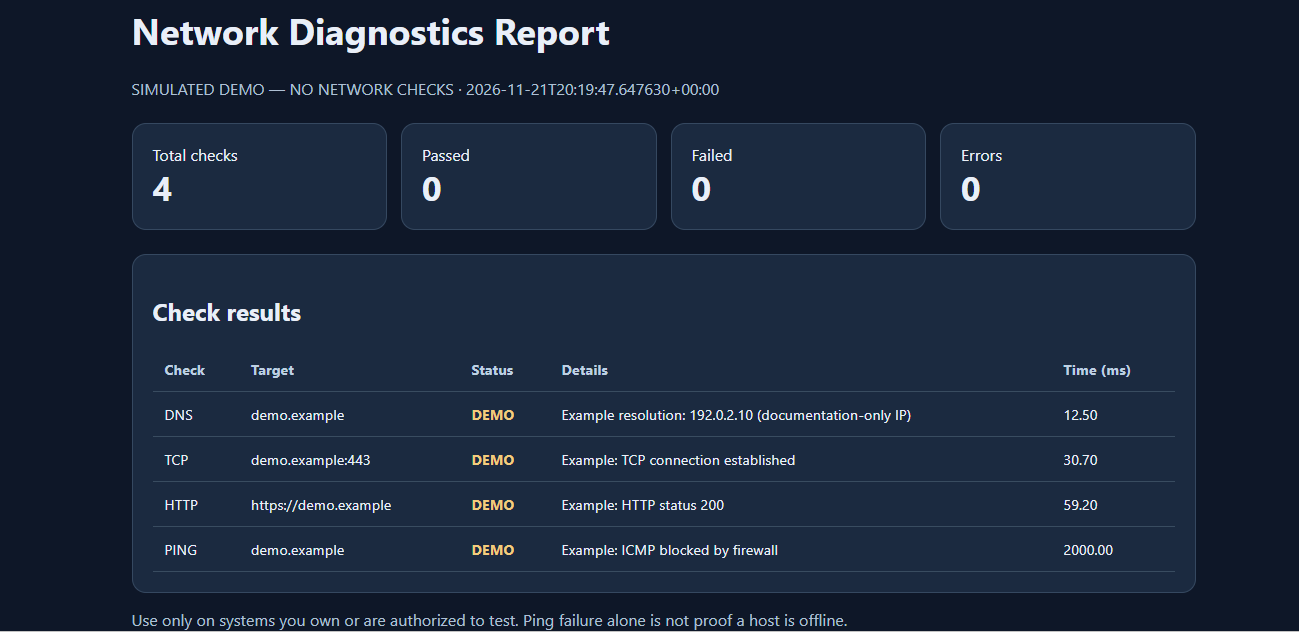 Network Diagnostics Report
SIMULATED DEMO — NO NETWORK CHECKS · 2026-11-21T20:19:47.647630+00:00
Total checks
4
Passed
0
Failed
0
Errors
0
Check results
Check Target Status Details Time (ms)
DNS demo.example DEMO Example resolution: 192.0.2.10 (documentation-only IP) 12.50
TCP demo.example:443 DEMO Example: TCP connection established 30.70
HTTP https://demo.example DEMO Example: HTTP status 200 59.20
PING demo.example DEMO Example: ICMP blocked by firewall 2000.00
Use only on systems you own or are authorized to test. Ping failure alone is not proof a host is offline.